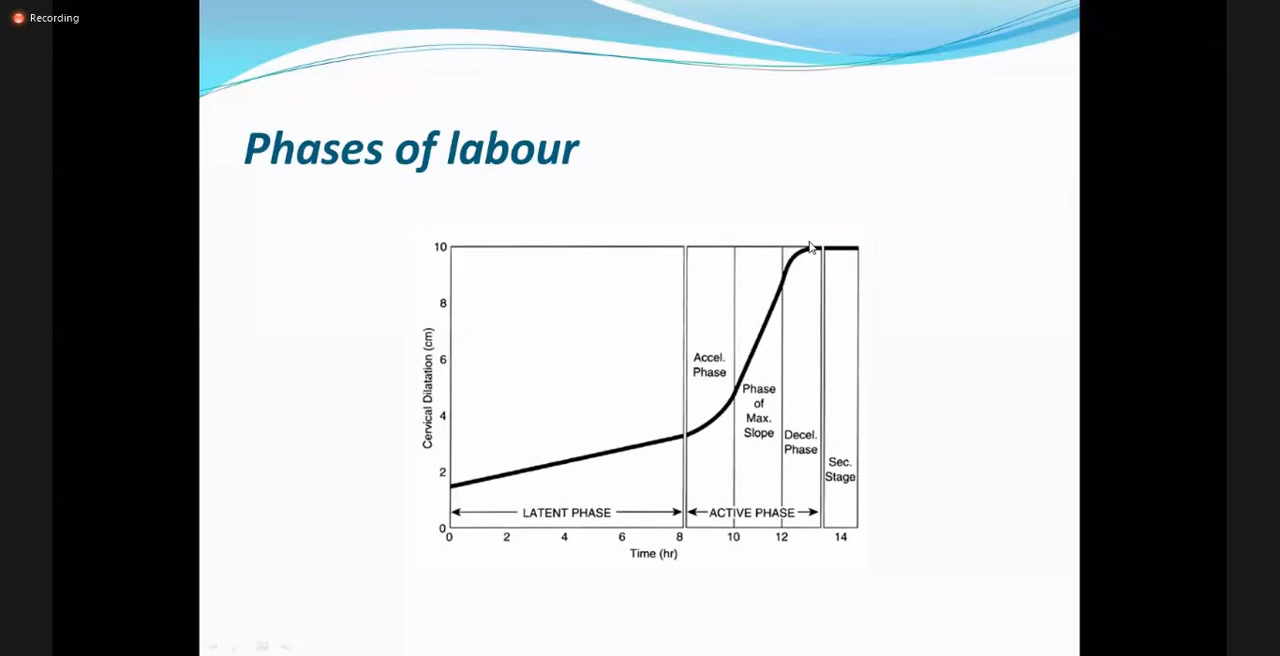 Recording
Phases of labour
10
8
6
4
2
0
Cervical Dilatation (cm)
Accel.
Phase
Phase
of
Max.
Slope
Decel.
Phase
Sec.
Stage
LATENT PHASE
ACTIVE PHASE
0 2 4 6 8 10 12 14
Time (hr)